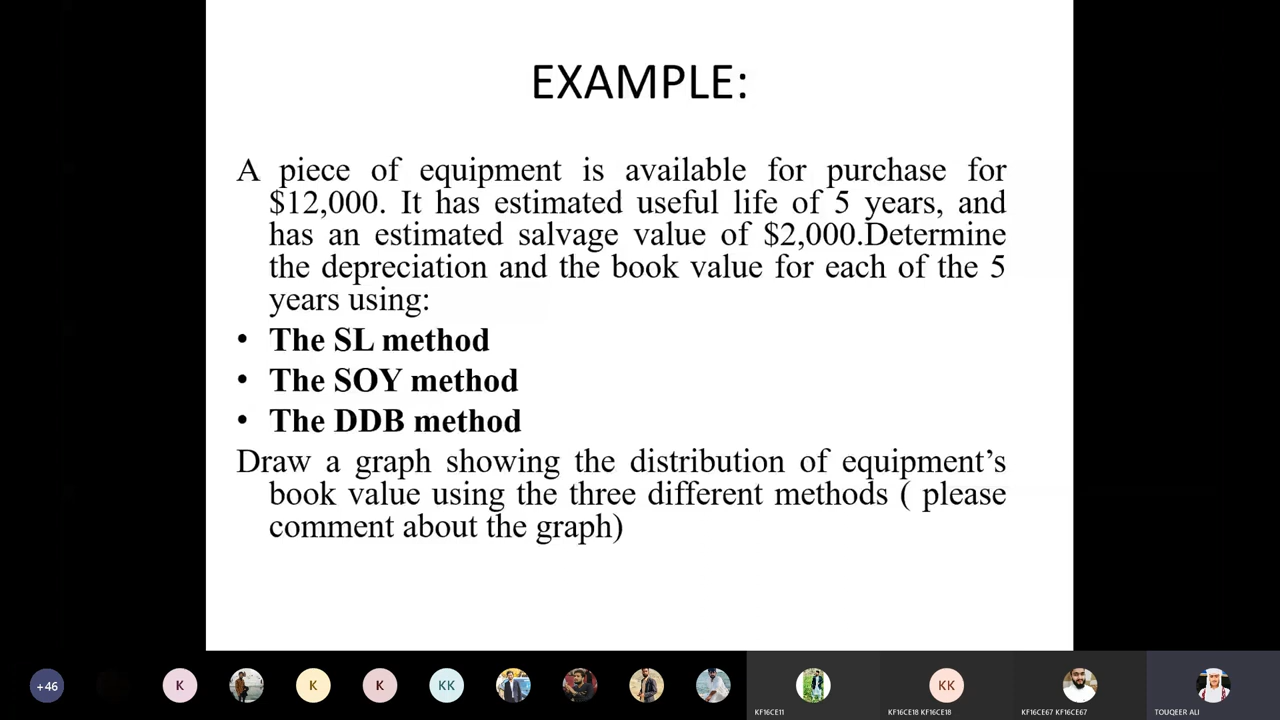 EXAMPLE:
A piece of equipment is available for purchase for
$12,000. It has estimated useful life of 5 years, and
has an estimated salvage value of $2,000.Determine
the depreciation and the book value for each of the 5
years using:
• The SL method
• The SOY method
• The DDB method
Draw a graph showing the distribution of equipment’s
book value using the three different methods ( please
comment about the graph)
+46
K
K
K
KK
KF16CE11
KK
KF16CE18 KF16CE18
KF16CE67 KF16CE67
TOUQEER ALI